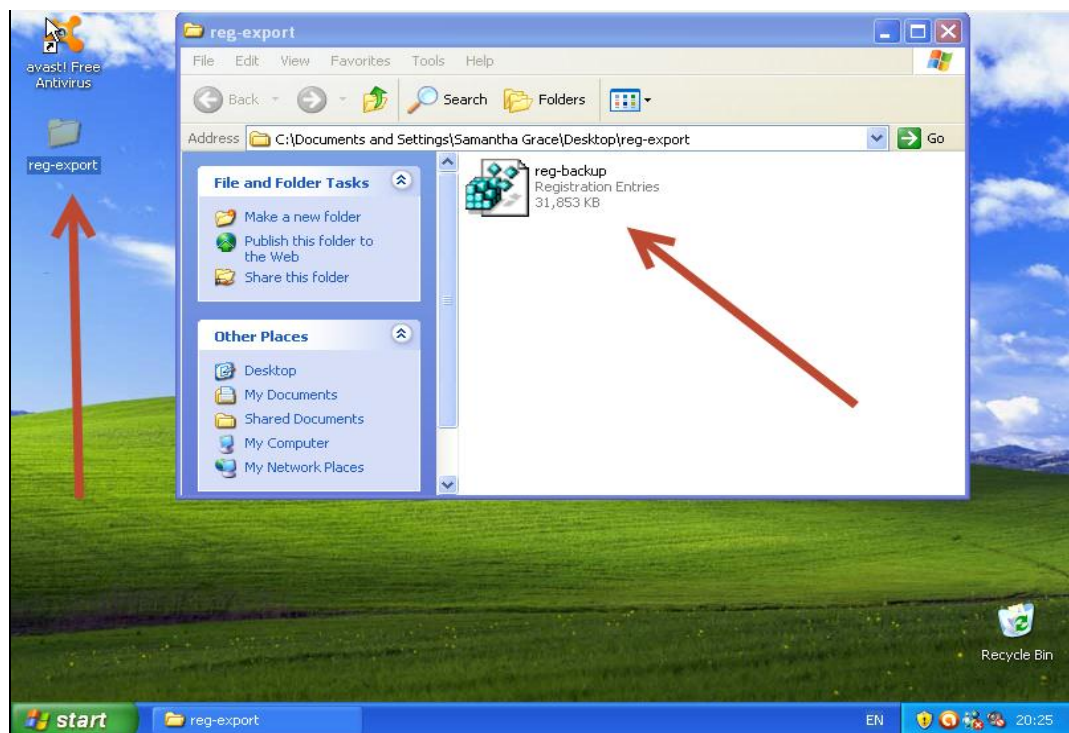 avast! Free
Antivirus
reg-export
reg-export
File Edit View Favorites Tools Help
Back Search Folders
Address C:\Documents and Settings\Samantha Grace\Desktop\reg-export Go
File and Folder Tasks
Make a new folder
Publish this folder to
the Web
Share this folder
Other Places
Desktop
My Documents
Shared Documents
My Computer
My Network Places
reg-backup
Registration Entries
31,853 KB
Recycle Bin
start reg-export EN 20:25